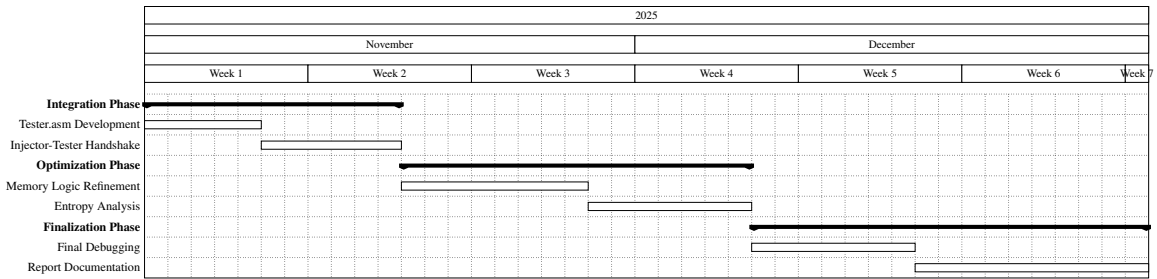 2025
November December
Week 1 Week 2 Week 3 Week 4 Week 5 Week 6 Week 7
Integration Phase
Tester.asm Development
Injector-Tester Handshake
Optimization Phase
Memory Logic Refinement
Entropy Analysis
Finalization Phase
Final Debugging
Report Documentation